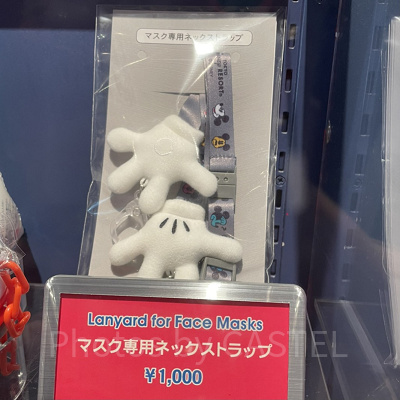 マスク専用ネックストラップ
RESORT
Lanyard for Face Masks
マスク専用ネックストラップ
¥1,000